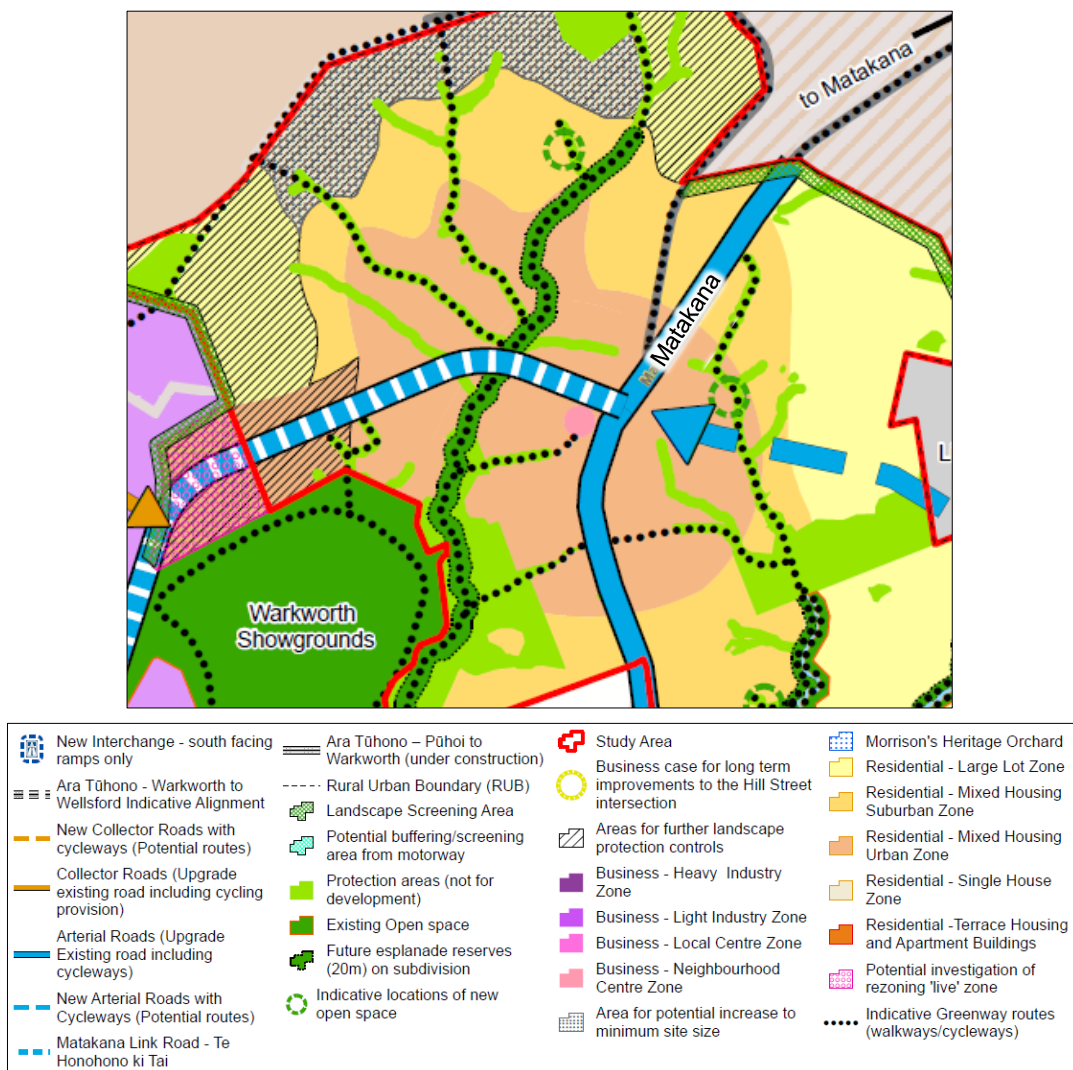 to Matakana
Matakana
Ma
L
Warkworth
Showgrounds
New Interchange - south facing
ramps only
Ara Tūhono - Warkworth to
Wellsford Indicative Alignment
New Collector Roads with
cycleways (Potential routes)
Collector Roads (Upgrade
existing road including cycling
provision)
Arterial Roads (Upgrade
Existing road including
cycleways)
New Arterial Roads with
Cycleways (Potential routes)
Matakana Link Road - Te
Honohono ki Tai
Ara Tūhono – Pūhoi to
Warkworth (under construction)
Rural Urban Boundary (RUB)
Landscape Screening Area
Potential buffering/screening
area from motorway
Protection areas (not for
development)
Existing Open space
Future esplanade reserves
(20m) on subdivision
Indicative locations of new
open space
Study Area
Business case for long term
improvements to the Hill Street
intersection
Areas for further landscape
protection controls
Business - Heavy Industry
Zone
Business - Light Industry Zone
Business - Local Centre Zone
Business - Neighbourhood
Centre Zone
Area for potential increase to
minimum site size
Morrison's Heritage Orchard
Residential - Large Lot Zone
Residential - Mixed Housing
Suburban Zone
Residential - Mixed Housing
Urban Zone
Residential - Single House
Zone
Residential -Terrace Housing
and Apartment Buildings
Potential investigation of
rezoning 'live' zone
Indicative Greenway routes
(walkways/cycleways)